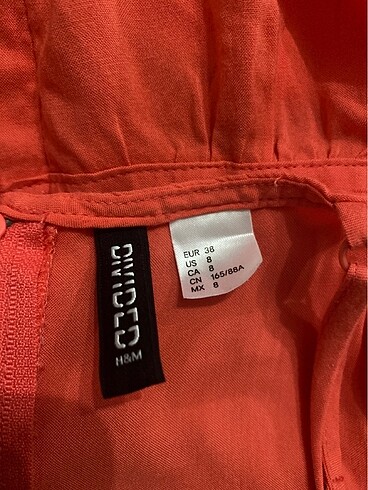 DIVIDED
H&M
EUR 38
US 8
CA 8
CN 165/88A
MX 8